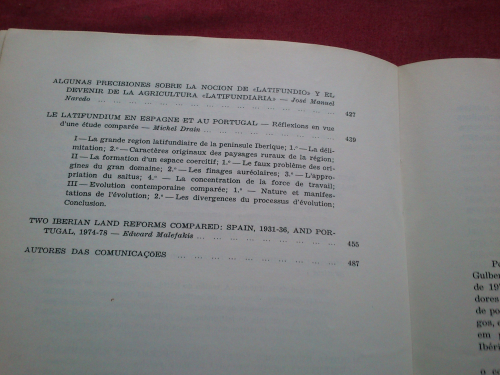 ALGUNAS PRECISIONES SOBRE LA NOCION DE «LATIFUNDIO» Y EL
DEVENIR DE LA AGRICULTURA «LATIFUNDIARIA» — José Manuel
Naredo ... 427
LE LATIFUNDIUM EN ESPAGNE ET AU PORTUGAL — Réflexions en vue
d'une étude comparée — Michel Drain ... 439
I — La grande region latifundiaire de la peninsule Iberique; 1.º — La déli-
mitation; 2.º — Caractères originaux des paysages ruraux de la région;
II — La formation d'un espace coercitif; 1.º — Le faux problème des ori-
gines du gran domaine; 2.º — Les finages auréolaires; 3.º — L'appro-
priation du saltus; 4.º — La concentration de la force de travail;
III — Evolution contemporaine comparée; 1.º — Nature et manifes-
tations de l'évolution; 2.º — Les divergences du processus d'évolution;
Conclusion.
TWO IBERIAN LAND REFORMS COMPARED: SPAIN, 1931-36, AND POR-
TUGAL, 1974-78 — Edward Malefakis ... 455
AUTORES DAS COMUNICAÇÕES ... 487
Gulbe
de 19
dores
de po
goa, e
em p
Ibéri
o co